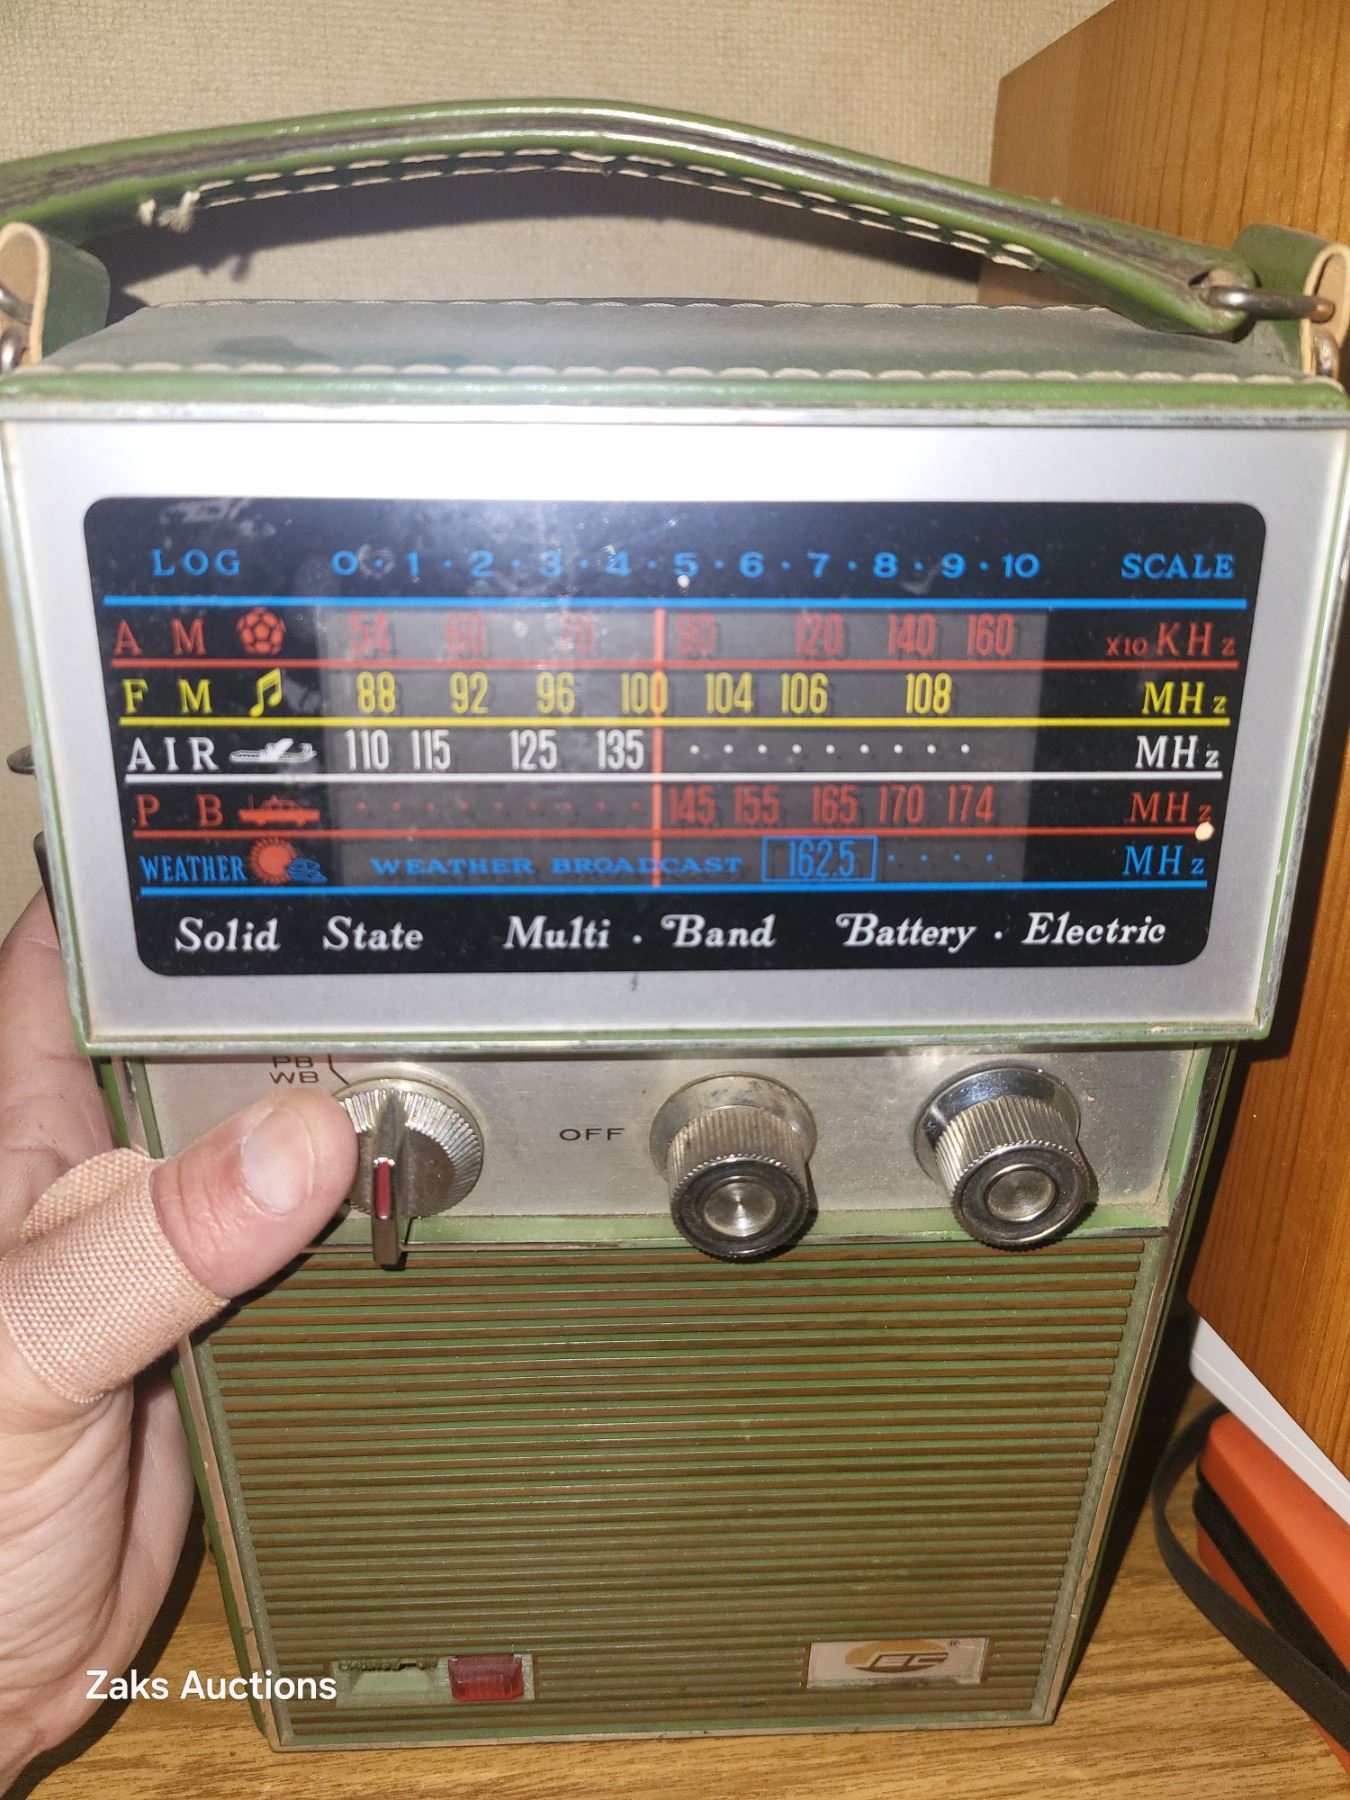 LOG 0 · 1 · 2 · 3 · 4 · 5 · 6 · 7 · 8 · 9 · 10 SCALE
AM 54 60 70 90 120 140 160 x10 KHz
FM 88 92 96 100 104 106 108 MHz
AIR 110 115 125 135 · · · · · · · · · MHz
PB · · · · · · · · · 145 155 165 170 174 MHz
WEATHER WEATHER BROADCAST 162.5 · · · · MHz
Solid State Multi · Band Battery · Electric
PB
WB
OFF
®
Zaks Auctions